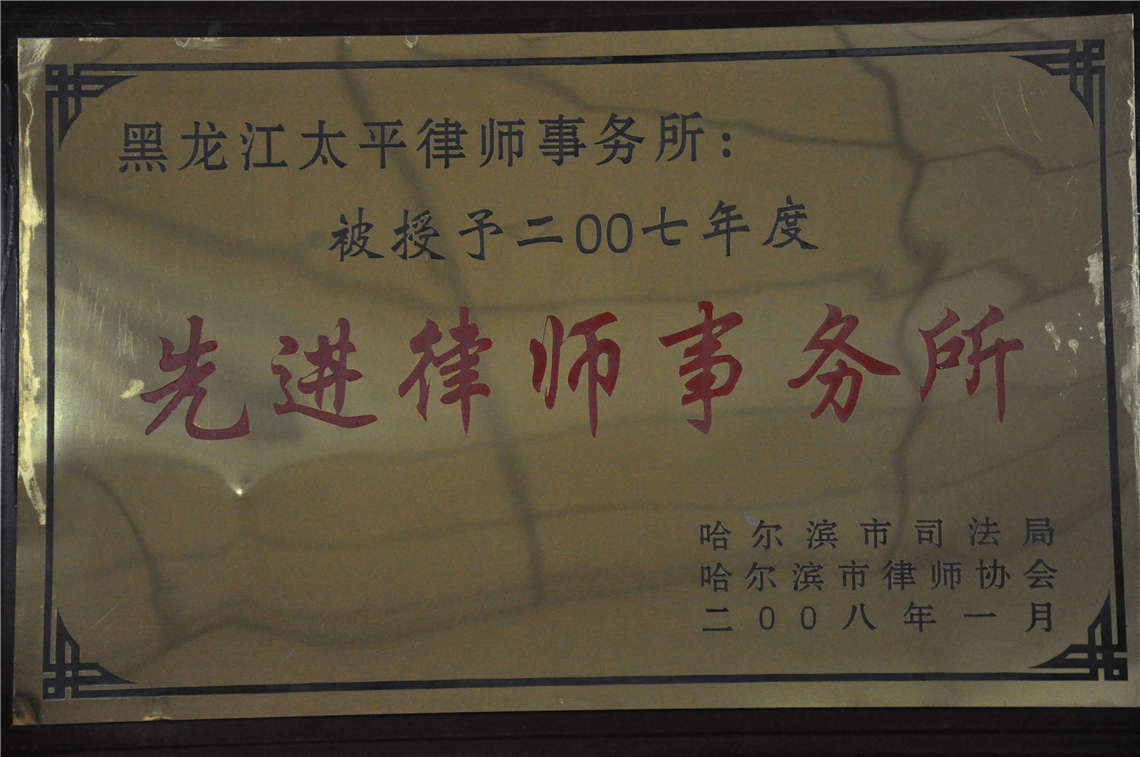 黑龙江太平律师事务所：
被授予二00七年度
先进律师事务所
哈尔滨市司法局
哈尔滨市律师协会
二00八年一月